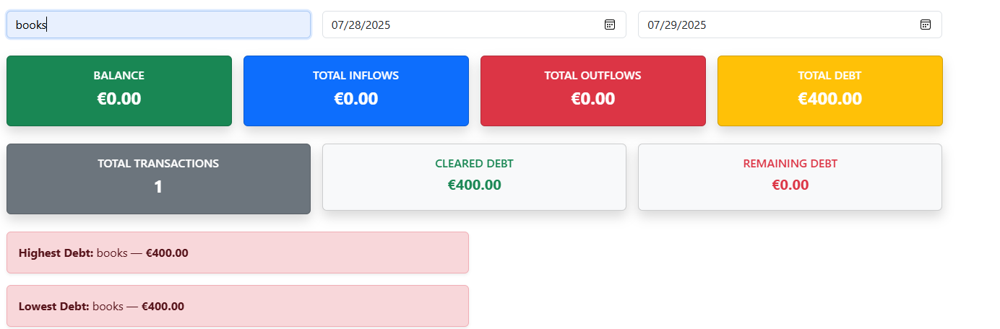 books
07/28/2025
07/29/2025
BALANCE
€0.00
TOTAL INFLOWS
€0.00
TOTAL OUTFLOWS
€0.00
TOTAL DEBT
€400.00
TOTAL TRANSACTIONS
1
CLEARED DEBT
€400.00
REMAINING DEBT
€0.00
Highest Debt: books — €400.00
Lowest Debt: books — €400.00